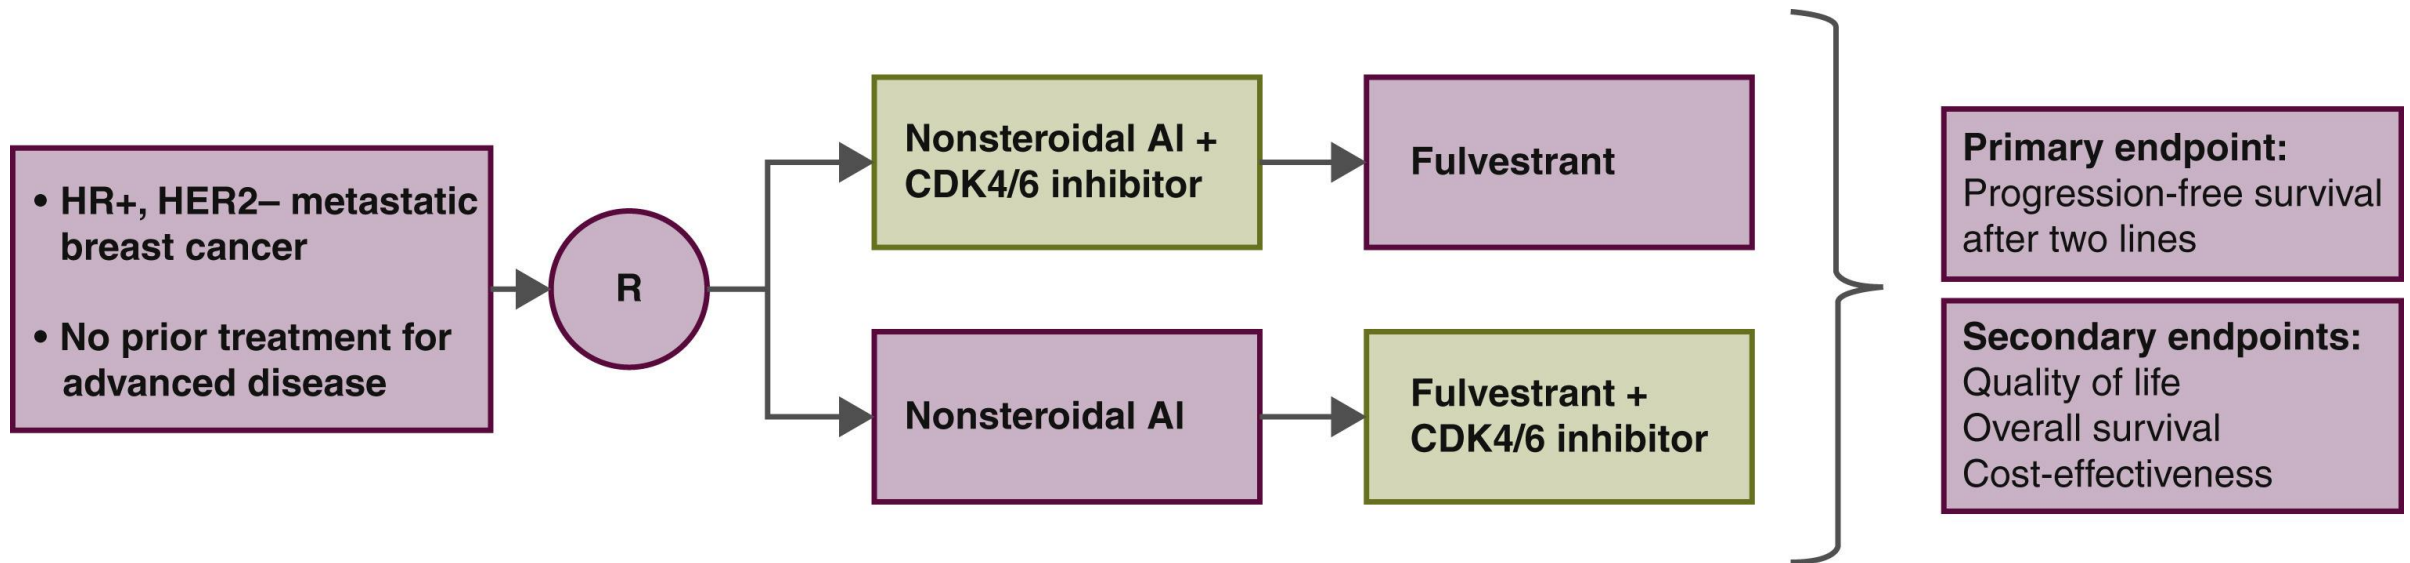 • HR+, HER2– metastatic
breast cancer
• No prior treatment for
advanced disease
R
Nonsteroidal AI +
CDK4/6 inhibitor
Fulvestrant
Nonsteroidal AI
Fulvestrant +
CDK4/6 inhibitor
Primary endpoint:
Progression-free survival
after two lines
Secondary endpoints:
Quality of life
Overall survival
Cost-effectiveness